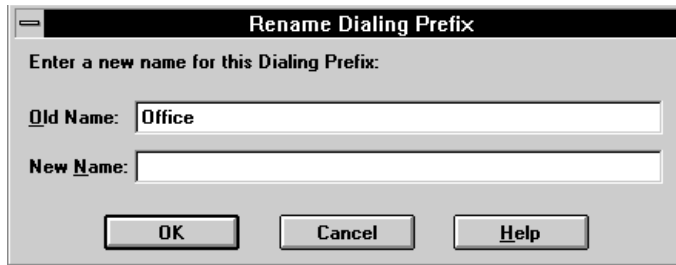 Rename Dialing Prefix
Enter a new name for this Dialing Prefix:
Old Name: Office
New Name:
OK Cancel Help